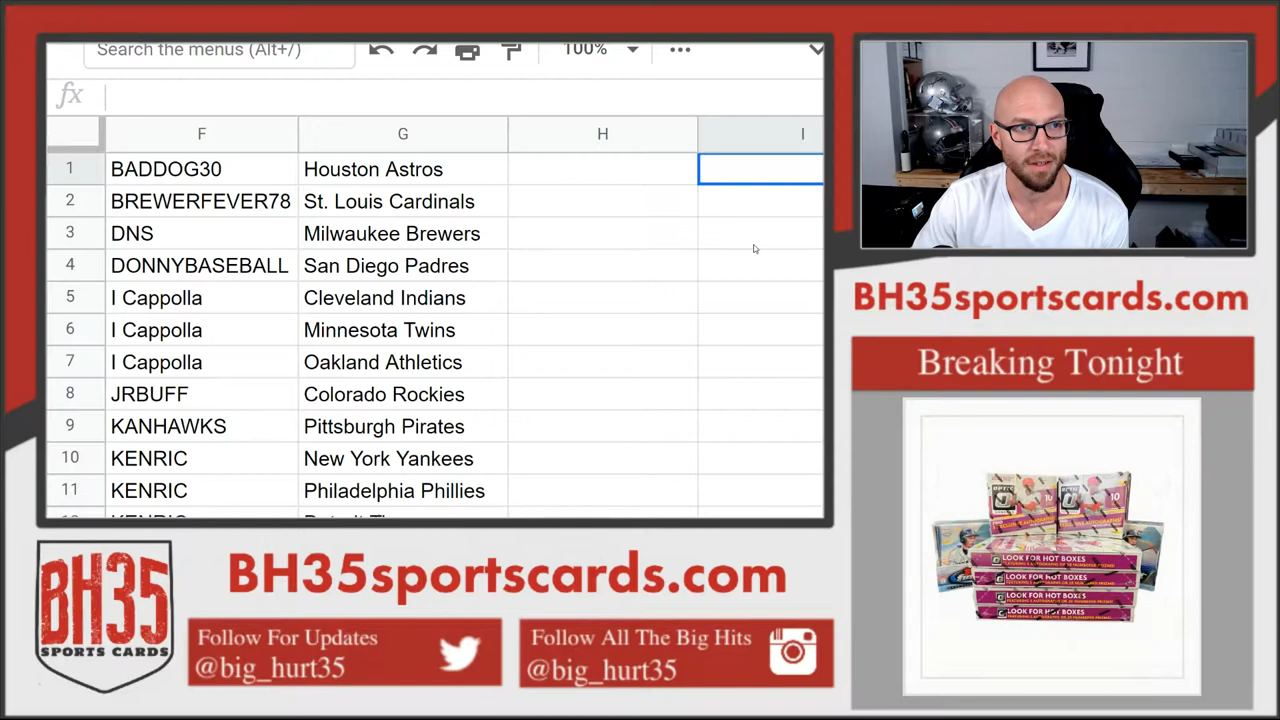 Search the menus (Alt+/)
100%
fx
F G H I
1 BADDOG30 Houston Astros
2 BREWERFEVER78 St. Louis Cardinals
3 DNS Milwaukee Brewers
4 DONNYBASEBALL San Diego Padres
5 I Cappolla Cleveland Indians
6 I Cappolla Minnesota Twins
7 I Cappolla Oakland Athletics
8 JRBUFF Colorado Rockies
9 KANHAWKS Pittsburgh Pirates
10 KENRIC New York Yankees
11 KENRIC Philadelphia Phillies
BH35sportscards.com
Breaking Tonight
10
10
LOOK FOR HOT BOXES
LOOK FOR HOT BOXES
LOOK FOR HOT BOXES
LOOK FOR HOT BOXES
BH35
SPORTS CARDS
BH35sportscards.com
Follow For Updates
@big_hurt35
Follow All The Big Hits
@big_hurt35